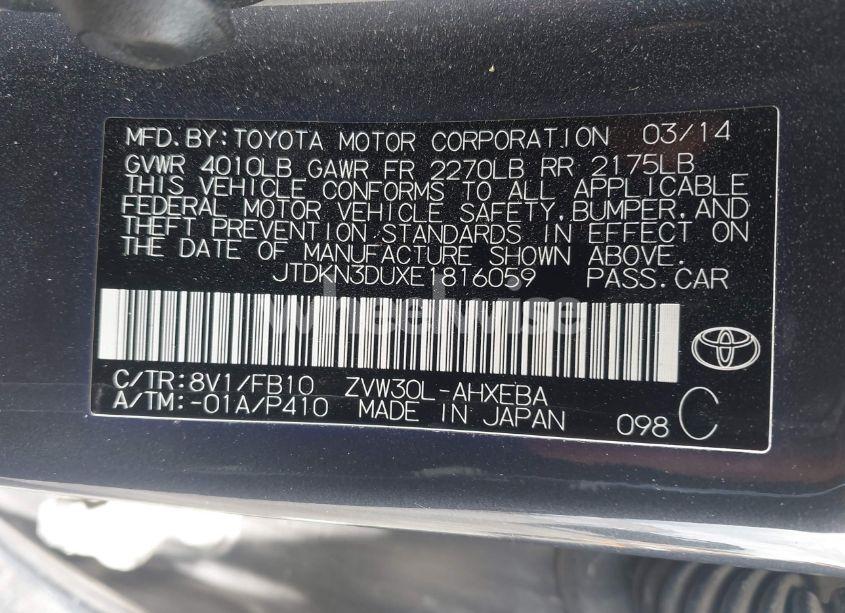 MFD.BY:TOYOTA MOTOR CORPORATION 03/14
GVWR 4010LB GAWR FR 2270LB RR 2175LB
THIS VEHICLE CONFORMS TO ALL APPLICABLE
FEDERAL MOTOR VEHICLE SAFETY,BUMPER,AND
THEFT PREVENTION STANDARDS IN EFFECT ON
THE DATE OF MANUFACTURE SHOWN ABOVE.
JTDKN3DUXE1816059 PASS.CAR
wheelwise
C/TR:8V1/FB10 ZVW30L-AHXEBA
A/TM:-01A/P410 MADE IN JAPAN 098 C